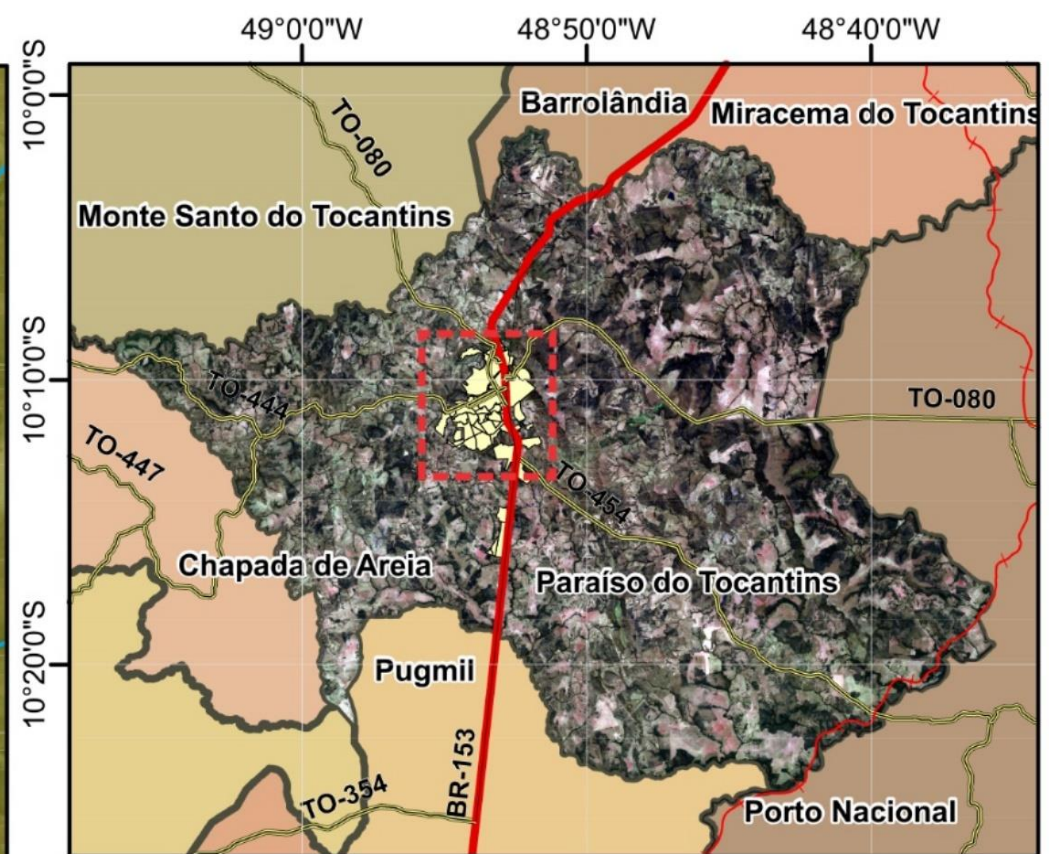 49°0'0"W
48°50'0"W
48°40'0"W
10°0'0"S
Barrolândia
Miracema do Tocantins
TO-080
Monte Santo do Tocantins
10°10'0"S
TO-444
TO-080
TO-447
TO-454
Chapada de Areia
Paraíso do Tocantins
10°20'0"S
Pugmil
BR-153
TO-354
Porto Nacional